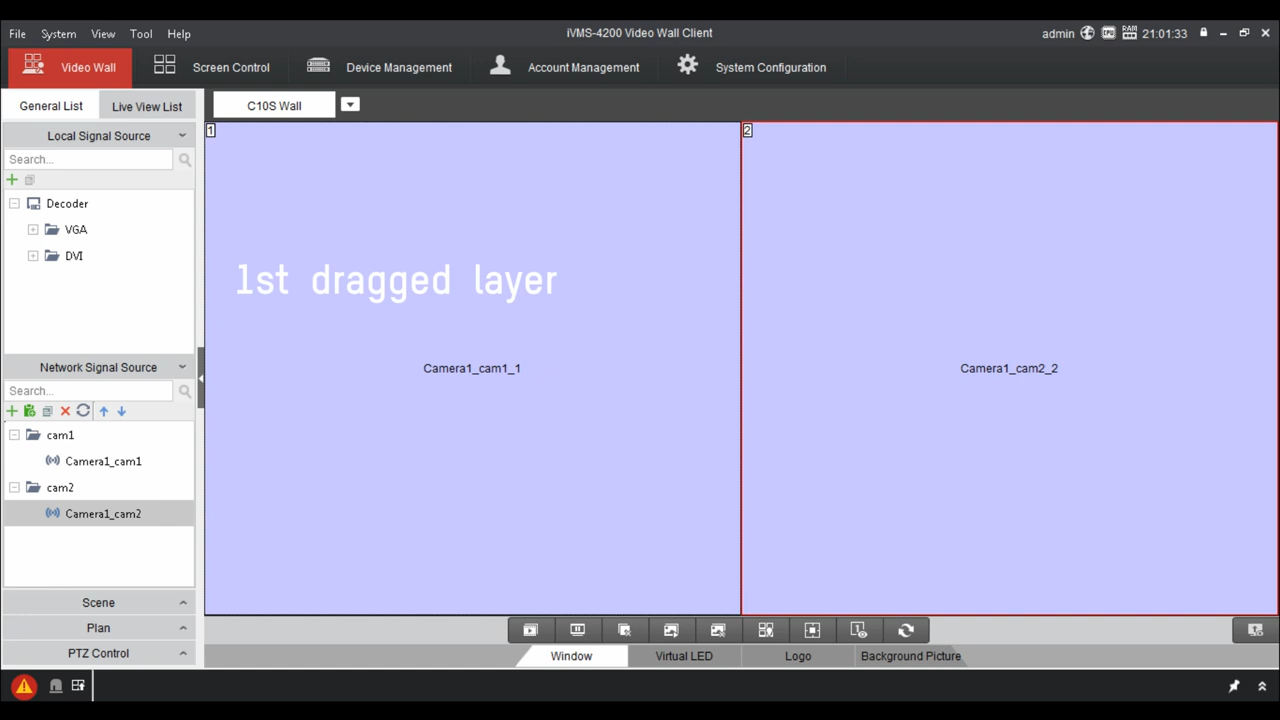 File System View Tool Help
iVMS-4200 Video Wall Client
admin RAM 21:01:33
Video Wall
Screen Control
Device Management
Account Management
System Configuration
General List
Live View List
C10S Wall
Local Signal Source
Search...
Decoder
VGA
DVI
Network Signal Source
Search...
cam1
Camera1_cam1
cam2
Camera1_cam2
Scene
Plan
PTZ Control
1
1st dragged layer
Camera1_cam1_1
2
Camera1_cam2_2
Window
Virtual LED
Logo
Background Picture